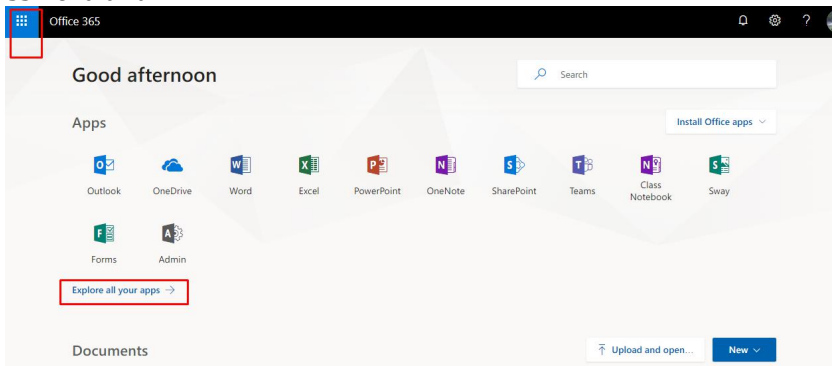 Office 365
?
Good afternoon
Search
Apps
Install Office apps
Outlook OneDrive Word Excel PowerPoint OneNote SharePoint Teams Class Notebook Sway
Forms Admin
Explore all your apps →
Documents
Upload and open...
New